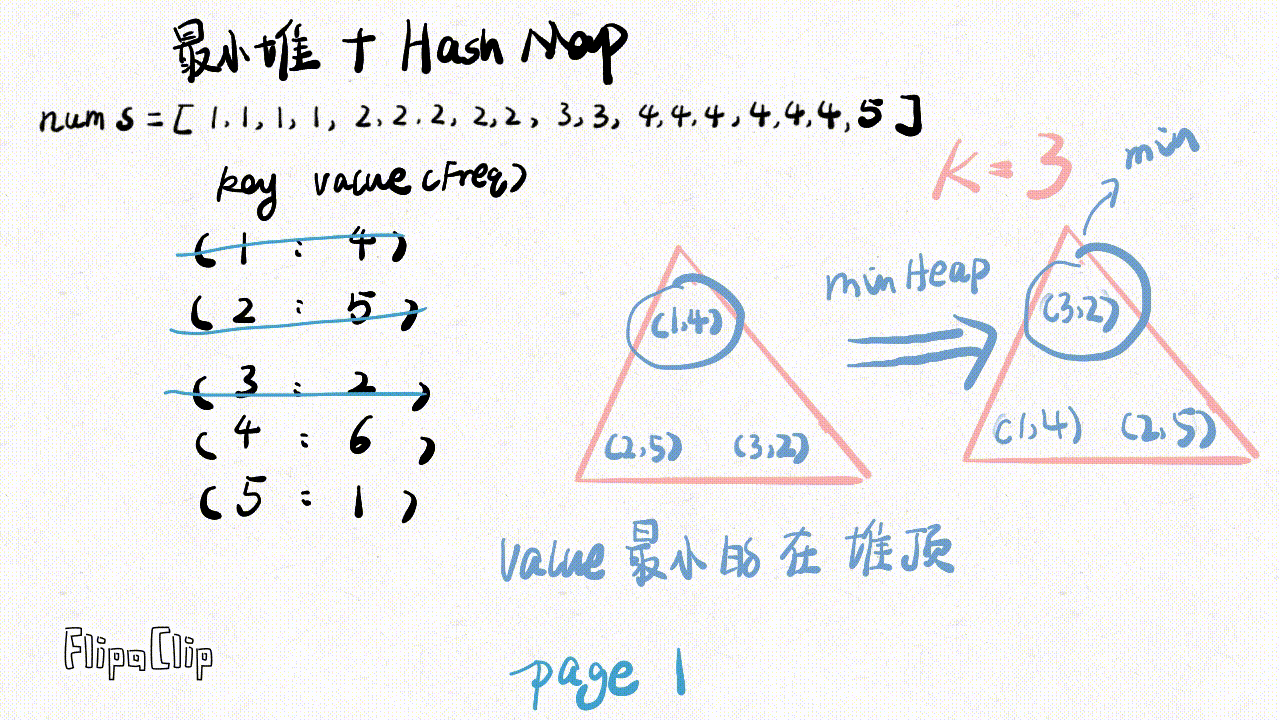 最小堆 + Hash Map
nums = [ 1, 1, 1, 1, 2, 2, 2, 2, 2, 3, 3, 4, 4, 4, 4, 4, 4, 5 ]
K = 3
min
key value (Freq)
( 1 : 4 )
( 2 : 5 )
( 3 : 2 )
( 4 : 6 )
( 5 : 1 )
(1,4)
(2,5) (3,2)
minHeap
(3,2)
(1,4) (2,5)
value 最小的在堆顶
FlipaClip
page 1